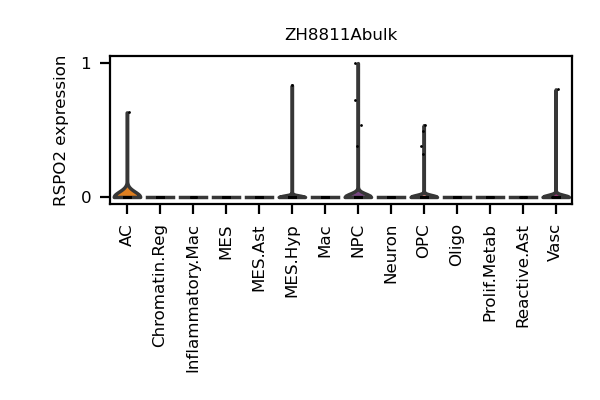 ZH8811Abulk
RSPO2 expression
1
0
AC
Chromatin.Reg
Inflammatory.Mac
MES
MES.Ast
MES.Hyp
Mac
NPC
Neuron
OPC
Oligo
Prolif.Metab
Reactive.Ast
Vasc